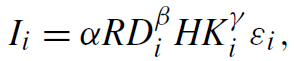 I_i = αRD_i^β HK_i^γ ε_i,